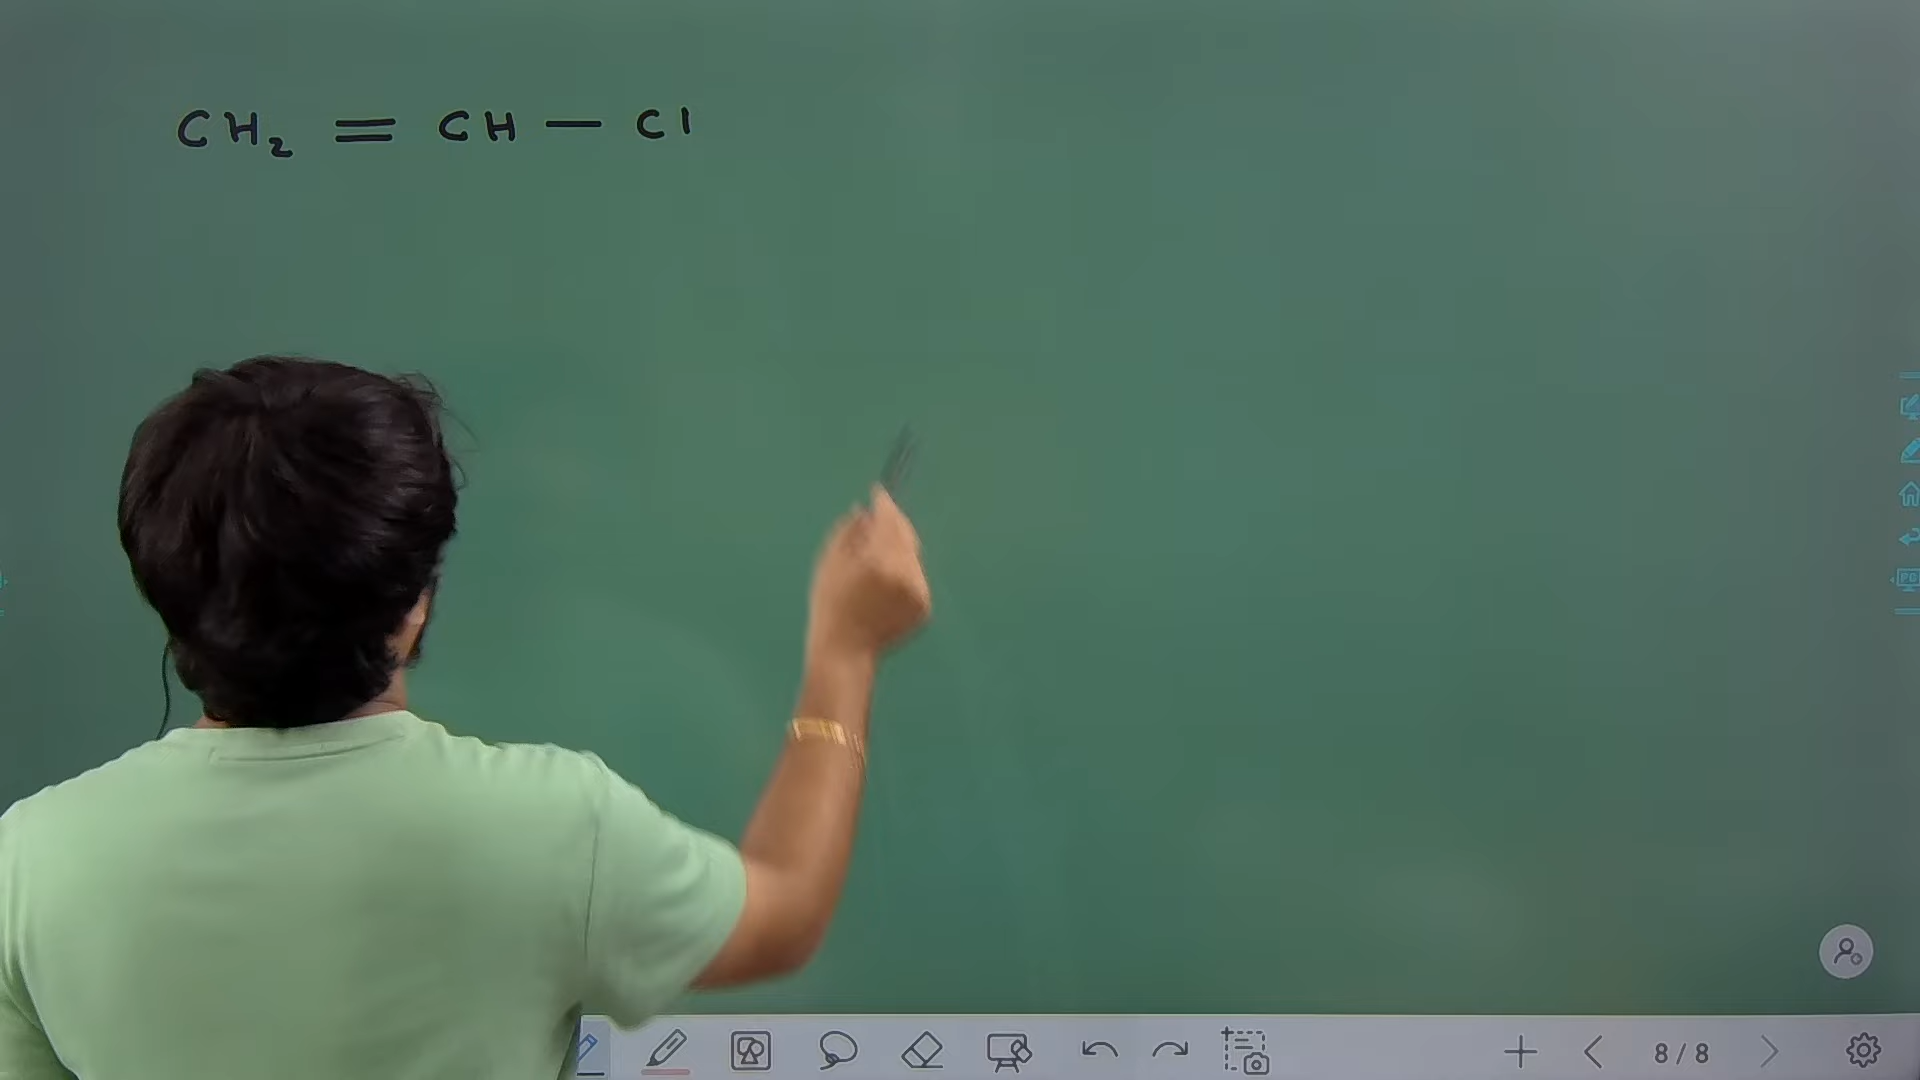 CH₂ = CH — Cl
8 / 8